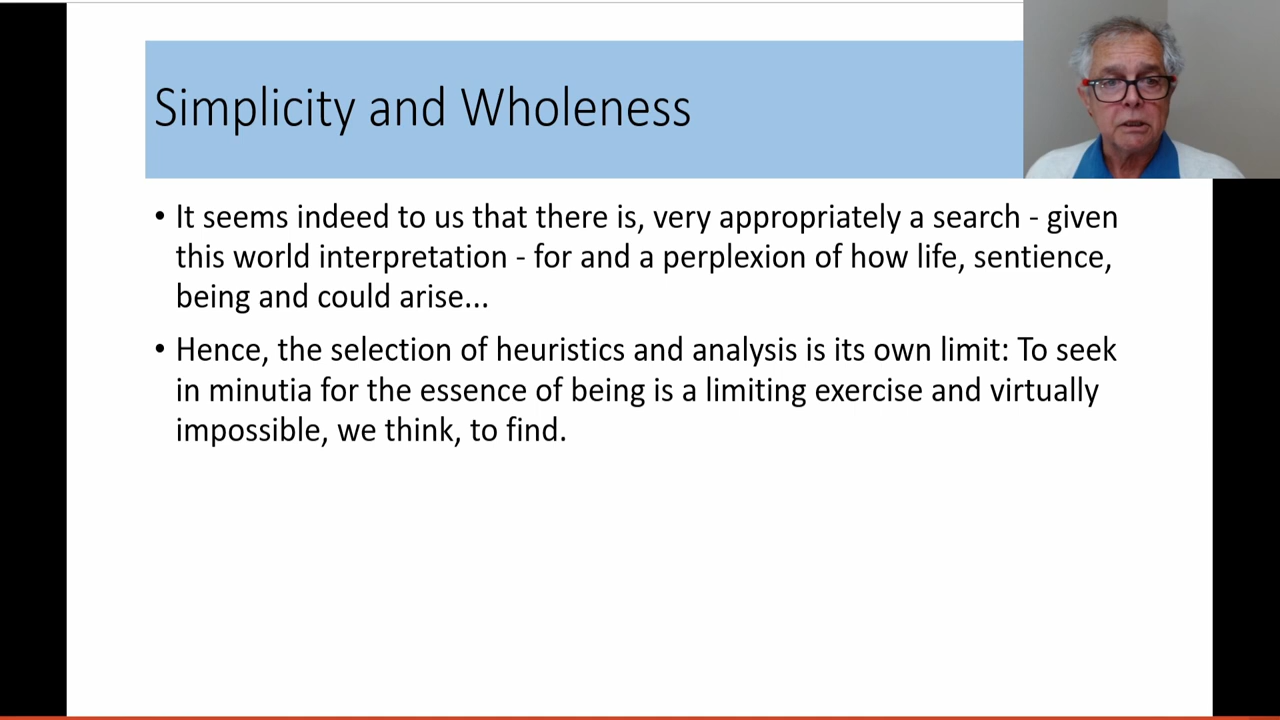 Simplicity and Wholeness
• It seems indeed to us that there is, very appropriately a search - given
this world interpretation - for and a perplexion of how life, sentience,
being and could arise...
• Hence, the selection of heuristics and analysis is its own limit: To seek
in minutia for the essence of being is a limiting exercise and virtually
impossible, we think, to find.